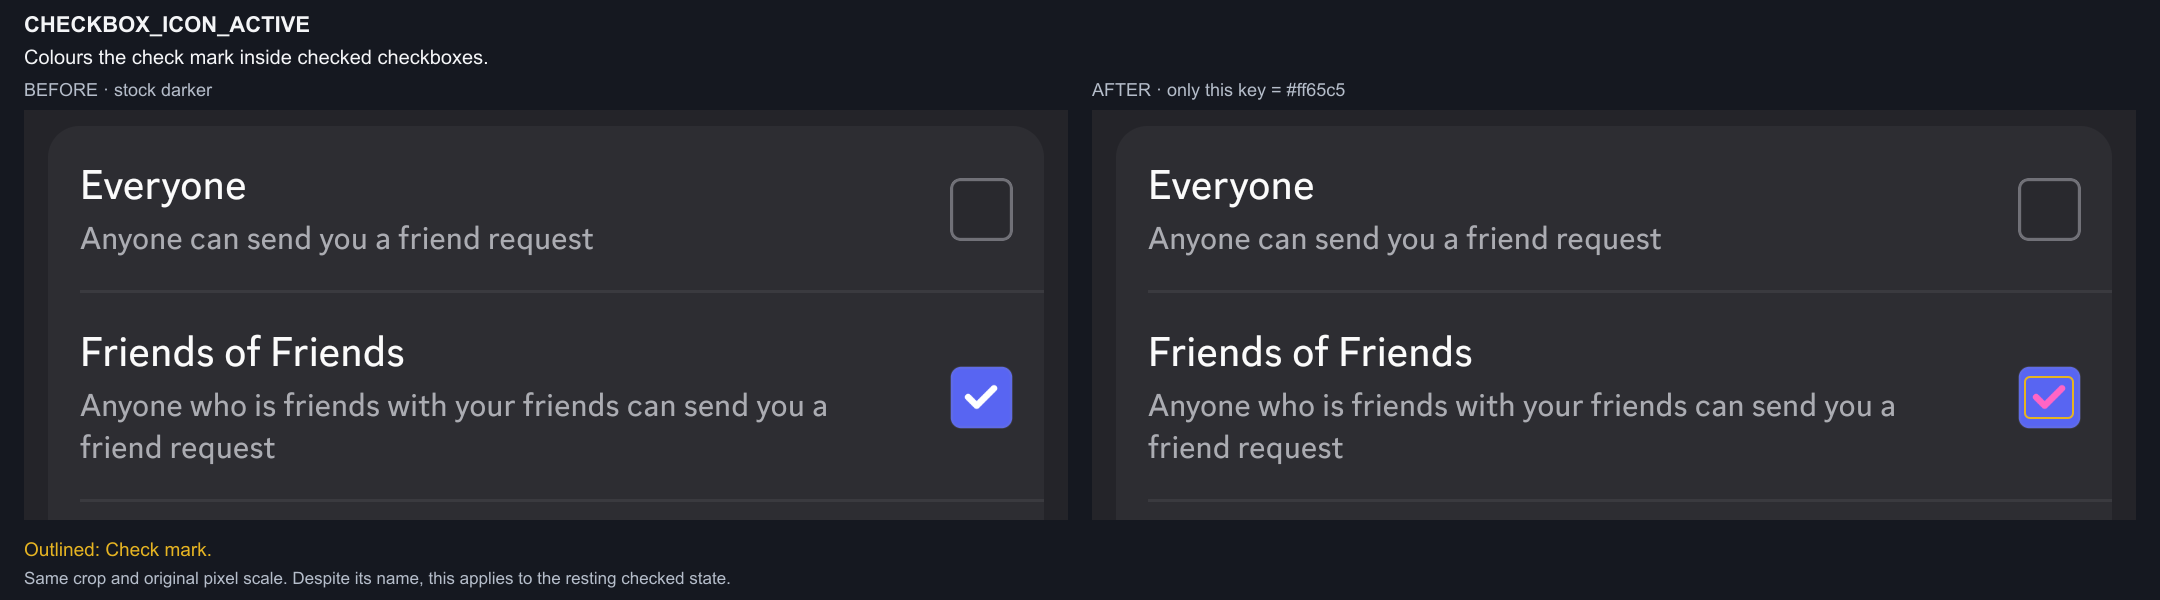 CHECKBOX_ICON_ACTIVE
Colours the check mark inside checked checkboxes.
BEFORE · stock darker
Everyone
Anyone can send you a friend request
Friends of Friends
Anyone who is friends with your friends can send you a
friend request
AFTER · only this key = #ff65c5
Everyone
Anyone can send you a friend request
Friends of Friends
Anyone who is friends with your friends can send you a
friend request
Outlined: Check mark.
Same crop and original pixel scale. Despite its name, this applies to the resting checked state.